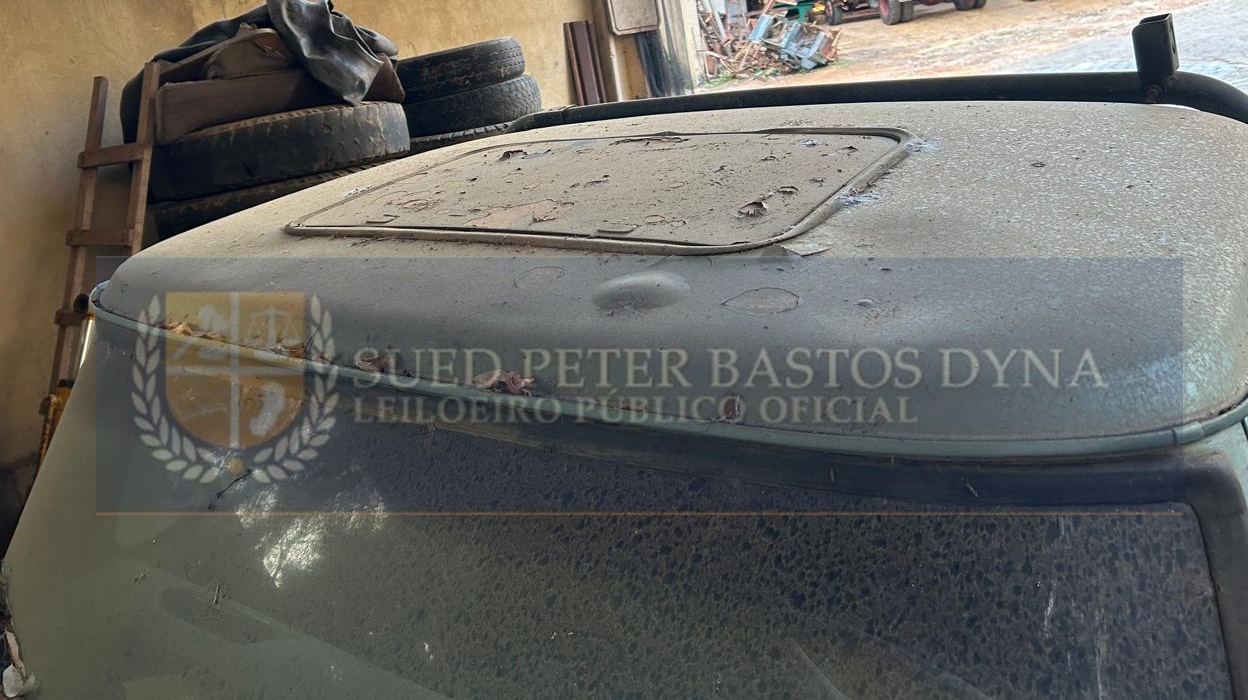 SUED PETER BASTOS DYNA
LEILOEIRO PÚBLICO OFICIAL